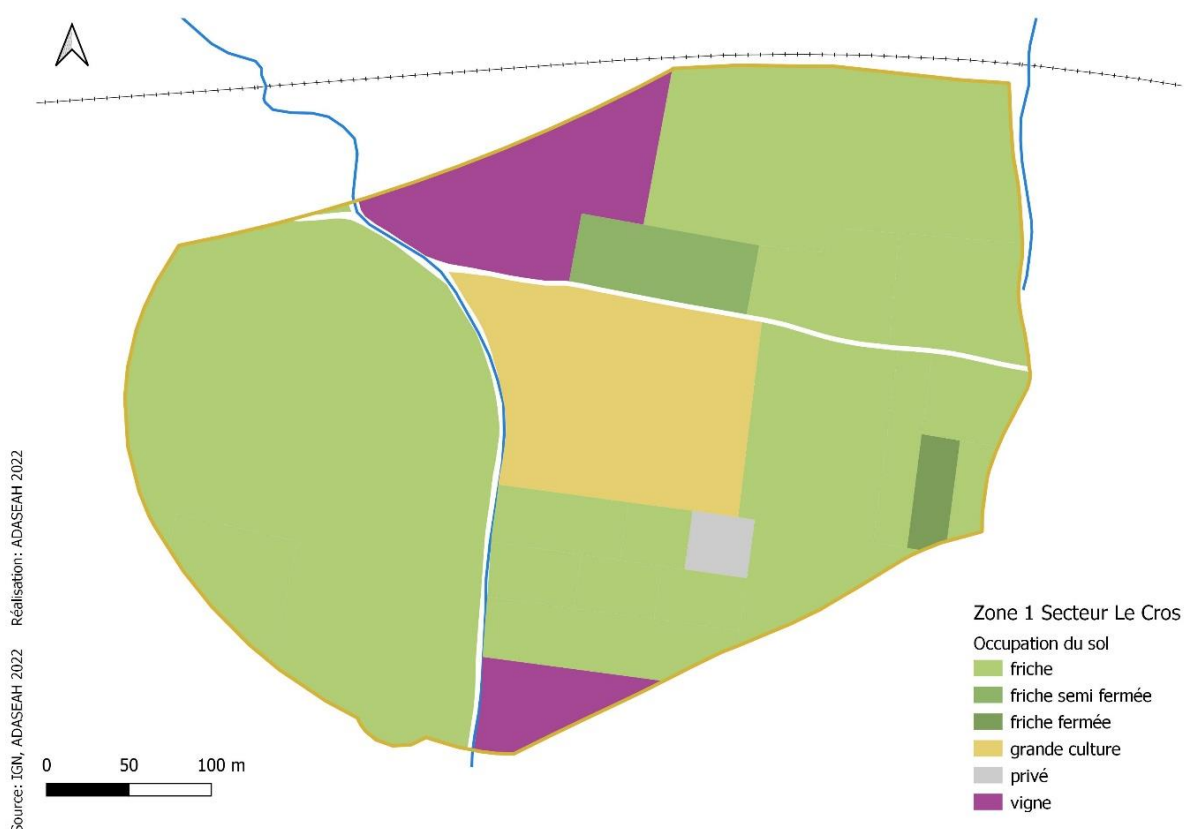 Zone 1 Secteur Le Cros
Occupation du sol
friche
friche semi fermée
friche fermée
grande culture
privé
vigne
0 50 100 m
Source: IGN, ADASEAH 2022 Réalisation: ADASEAH 2022